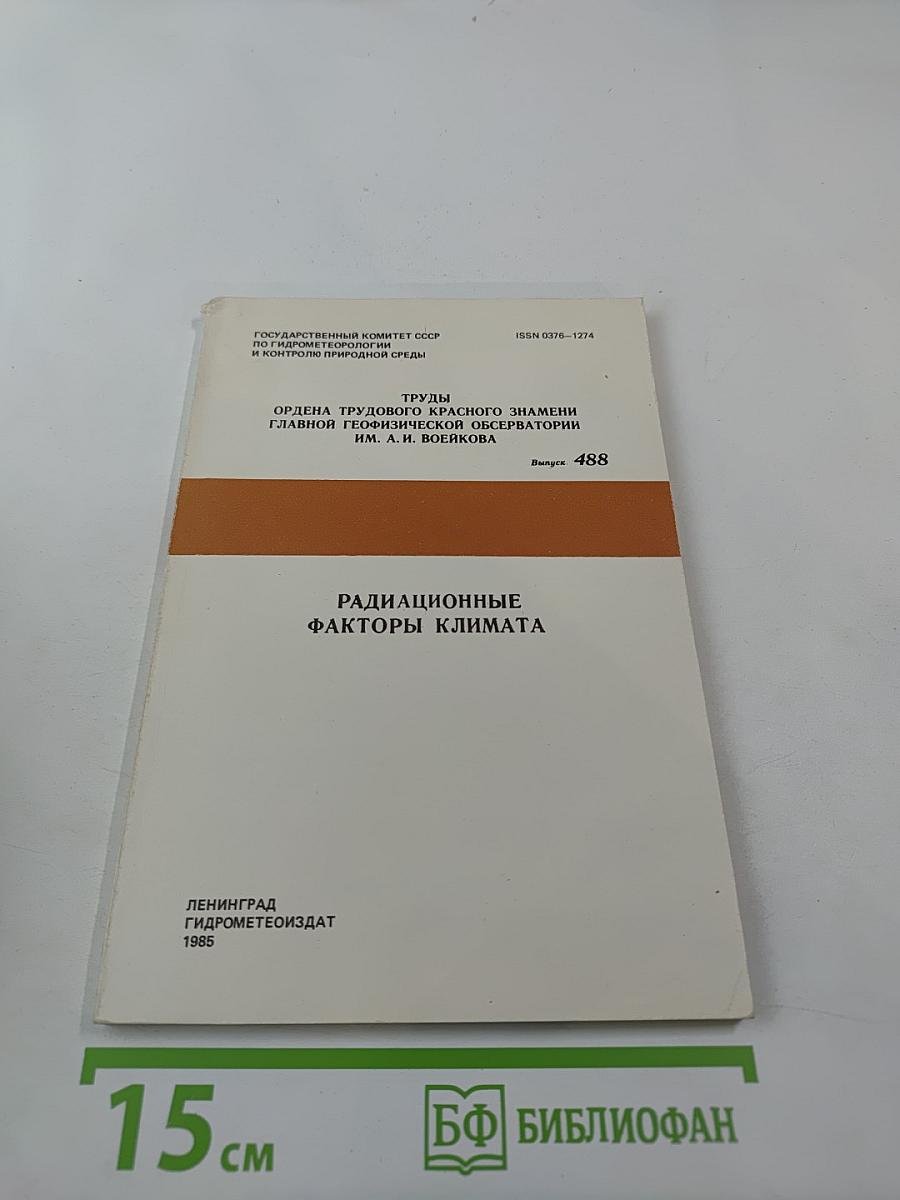 ГОСУДАРСТВЕННЫЙ КОМИТЕТ СССР
ПО ГИДРОМЕТЕОРОЛОГИИ
И КОНТРОЛЮ ПРИРОДНОЙ СРЕДЫ
ISSN 0376–1274
ТРУДЫ
ОРДЕНА ТРУДОВОГО КРАСНОГО ЗНАМЕНИ
ГЛАВНОЙ ГЕОФИЗИЧЕСКОЙ ОБСЕРВАТОРИИ
ИМ. А. И. ВОЕЙКОВА
Выпуск 488
РАДИАЦИОННЫЕ
ФАКТОРЫ КЛИМАТА
ЛЕНИНГРАД
ГИДРОМЕТЕОИЗДАТ
1985
15 см
БФ БИБЛИОФАН